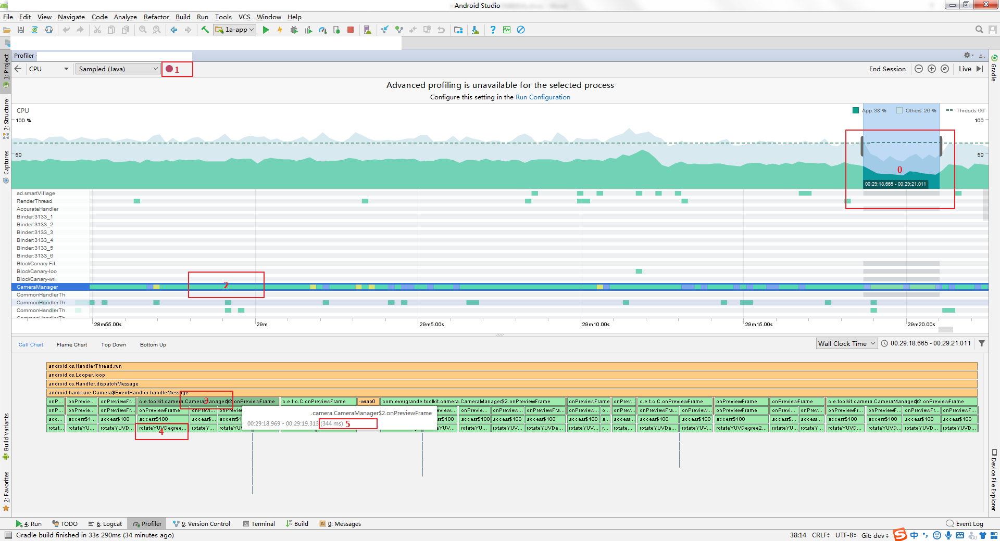 - Android Studio
File Edit View Navigate Code Analyze Refactor Build Run Tools VCS Window Help
1a-app
Profiler -
CPU Sampled (Java) 1 End Session Live
Advanced profiling is unavailable for the selected process
Configure this setting in the Run Configuration
CPU App: 38 % Others: 26 % Threads: 66
100 % 100
50 50
0
00:29:18.665 - 00:29:21.011
ad.smartVillage
RenderThread
AccurateHandler
Binder:3133_1
Binder:3133_2
Binder:3133_3
Binder:3133_4
Binder:3133_5
Binder:3133_6
BlockCanary-Fil
BlockCanary-loo
BlockCanary-wri
CameraManager 2
CommonHandlerTh
CommonHandlerTh
CommonHandlerTh
CommonHandlerTh
28m55.00s 29m 29m5.00s 29m10.00s 29m15.00s 29m20.00s
Call Chart Flame Chart Top Down Bottom Up Wall Clock Time 00:29:18.665 - 00:29:21.011
android.os.HandlerThread.run
android.os.Looper.loop
android.os.Handler.dispatchMessage
android.hardware.Camera$EventHandler.handleMessage
onP... onPrevie... onPreviewFr... c.e.toolkit.camera.CameraManager$2.onPreviewFrame c.e.t.c.C.onPreviewFrame -wrap0 com.evergrande.toolkit.camera.CameraManager$2.onPreviewFrame onPreviewFrame onPrev... c.e.t.c.C.onPreviewFrame onPreviewFrame onPreviewFrame c.e.toolkit.camera.CameraManager$2.onPreviewFrame
3
onP... onPrevie... onPreviewFr... onPreviewFrame onPrevi... onPrevie onPreview... onPrevie... onPreviewF... onPreviewFr... onPrevie... o... onPrev... onPreviewFr... onPrevie... onPreviewFrame onPrevi... onPre... onPreviewF... onPreviewF... onPreviewF... onPreviewF...
.camera.CameraManager$2.onPreviewFrame
acc... access$... access$100 access$100 access$... access$1 access$100 access$... access$100 access$100 access$... a... access... access$100 access$... access$100 access$... acce... access$100 access$100 access$100 access$100
00:29:18.969 - 00:29:19.313 (344 ms) 5
rotat... rotateY... rotateYUVD... rotateYUVDegree... rotateY... rotateYU rotateYUV... rotateY... rotateYUV... rotateYUVDe... rotateY... r... rotate... rotateYUVDe... rotateYU... rotateYUVDegree2... rotateY... rotat... rotateYUVD... rotateYUVD... rotateYUVD... rotateYUVD...
4
1: Project
7: Structure
Captures
Build Variants
2: Favorites
Gradle
Device File Explorer
4: Run TODO 6: Logcat Profiler 9: Version Control Terminal Build 0: Messages Event Log
Gradle build finished in 33s 290ms (34 minutes ago) 38:14 CRLF UTF-8 Git: dev S 中